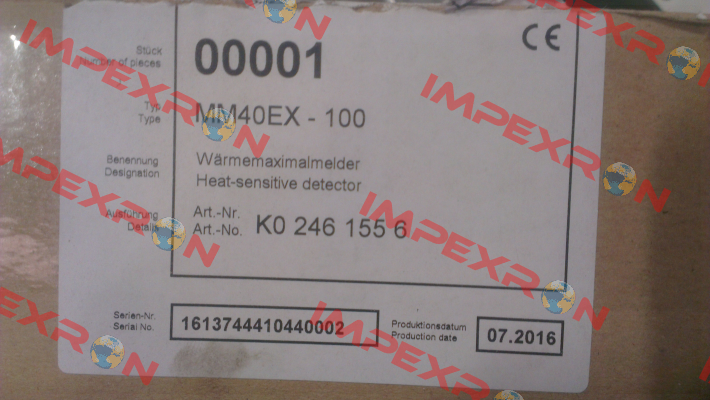 Stück
Number of pieces
00001
CE
Typ
Type
MM40EX - 100
Benennung
Designation
Wärmemaximalmelder
Heat-sensitive detector
Ausführung
Details
Art.-Nr.
Art.-No. K0 246 155 6
Serien-Nr.
Serial No.
1613744410440002
Produktionsdatum
Production date
07.2016
IMPEXRON
IMPEXRON
IMPEXRON
IMPEXRON
IMPEXRON
IMPEXRON
IMPEXRON